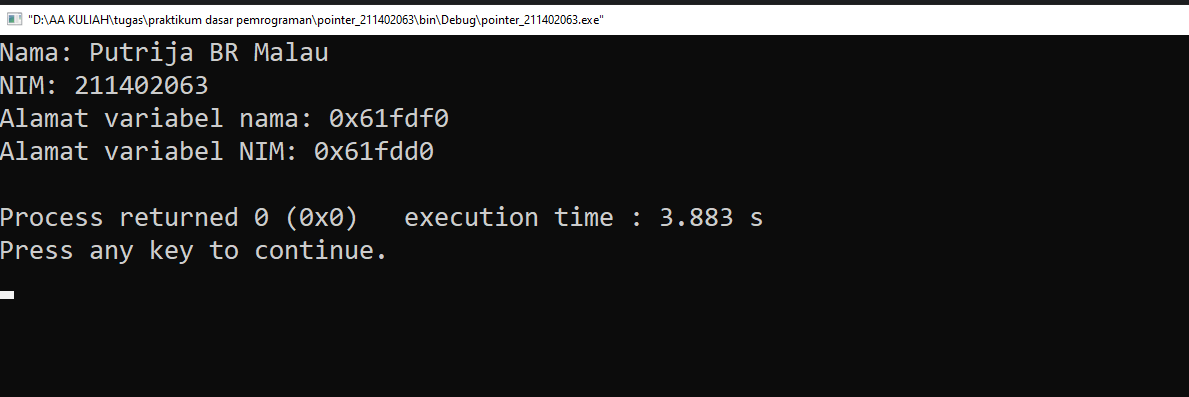 "D:\AA KULIAH\tugas\praktikum dasar pemrograman\pointer_211402063\bin\Debug\pointer_211402063.exe"
Nama: Putrija BR Malau
NIM: 211402063
Alamat variabel nama: 0x61fdf0
Alamat variabel NIM: 0x61fdd0
Process returned 0 (0x0)   execution time : 3.883 s
Press any key to continue.